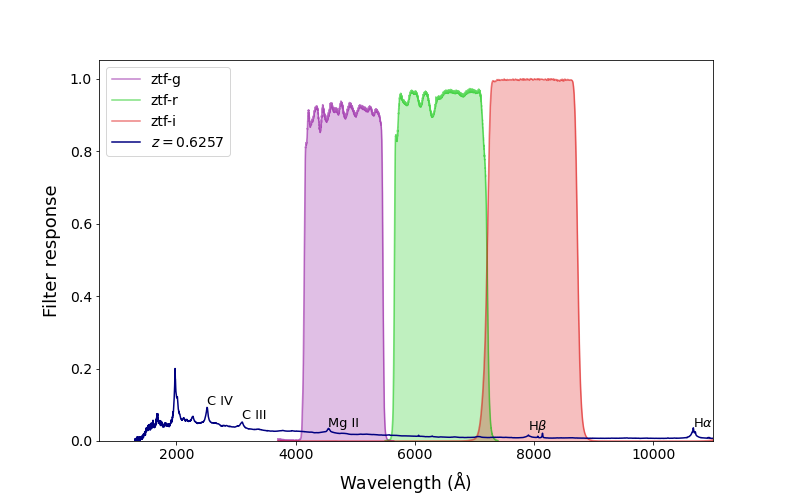 ztf-g
ztf-r
ztf-i
z = 0.6257
Filter response
1.0
0.8
0.6
0.4
0.2
0.0
C IV
C III
Mg II
Hβ
Hα
2000 4000 6000 8000 10000
Wavelength (Å)